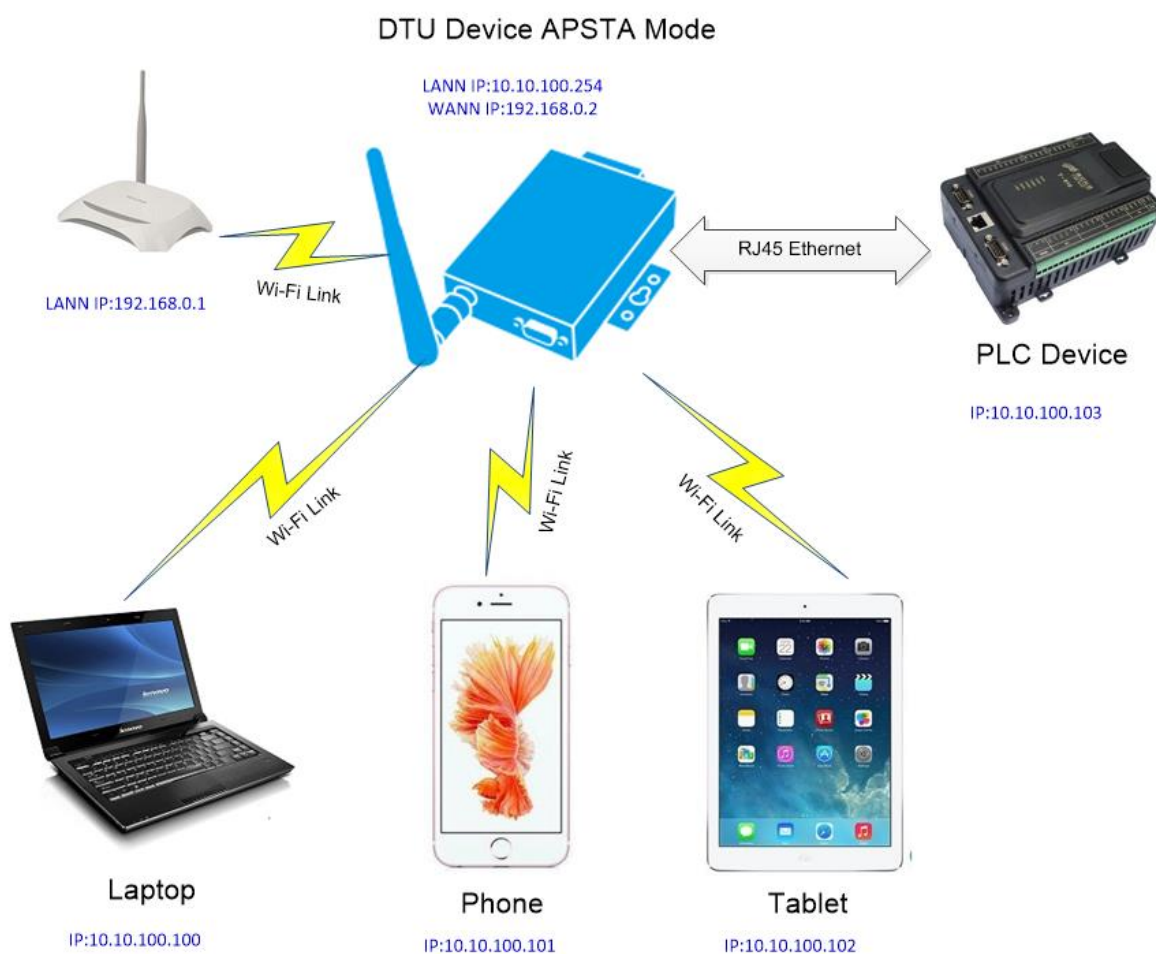 DTU Device APSTA Mode
LANN IP:10.10.100.254
WANN IP:192.168.0.2
Wi-Fi Link
LANN IP:192.168.0.1
RJ45 Ethernet
PLC Device
IP:10.10.100.103
Wi-Fi Link
Wi-Fi Link
Wi-Fi Link
lenovo
lenovo
Laptop
IP:10.10.100.100
Phone
IP:10.10.100.101
Tablet
IP:10.10.100.102